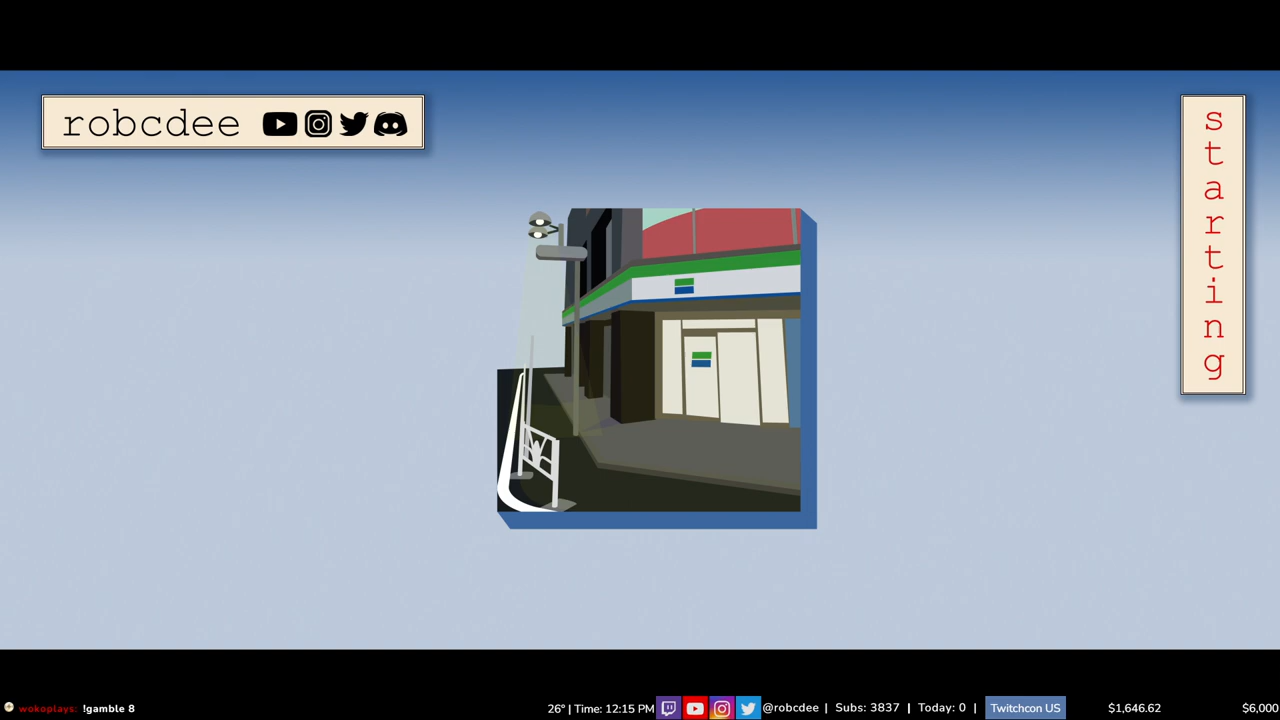 robcdee
starting
wokoplays: !gamble 8
26° | Time: 12:15 PM
@robcdee | Subs: 3837 | Today: 0 |
Twitchcon US
$1,646.62
$6,000